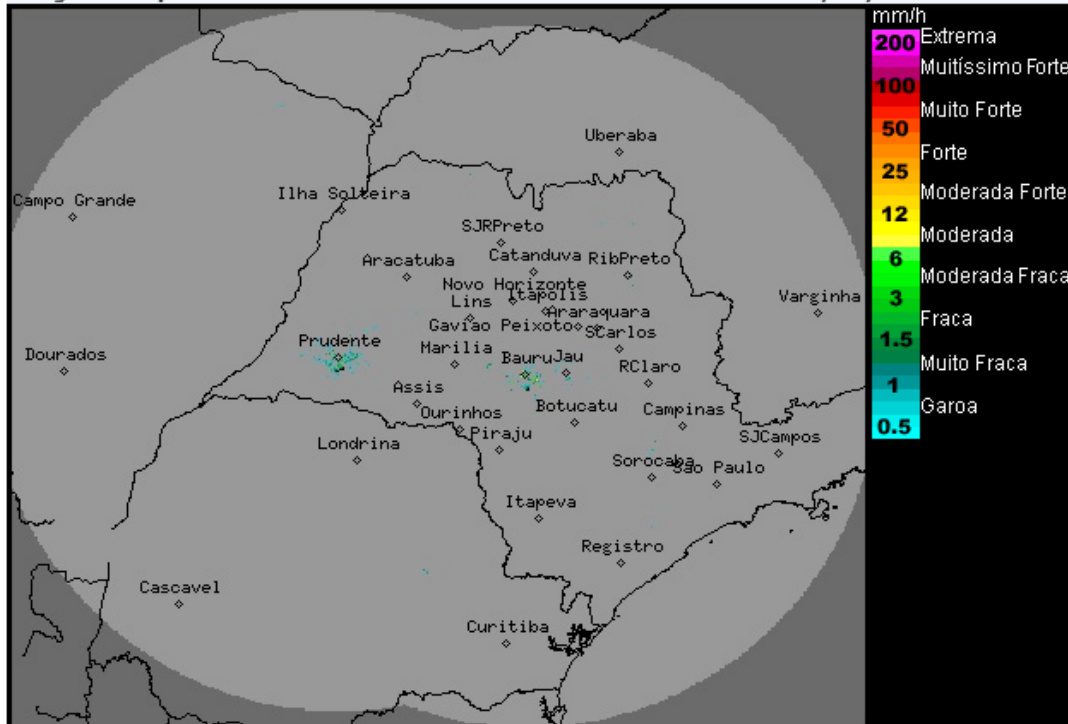 mm/h
200 Extrema
Muitíssimo Forte
100
Muito Forte
50
Forte
25
Moderada Forte
12
Moderada
6
Moderada Fraca
3
Fraca
1.5
Muito Fraca
1
Garoa
0.5
Uberaba
Campo Grande
Ilha Solteira
SJRPreto
Aracatuba
Catanduva
RibPreto
Novo Horizonte
Lins
Itapolis
Araraquara
Varginha
Gaviao Peixoto
SCarlos
Prudente
Dourados
Marilia
Bauru
Jau
RClaro
Assis
Ourinhos
Botucatu
Campinas
Londrina
Piraju
SJCampos
Sorocaba
Sao Paulo
Itapeva
Registro
Cascavel
Curitiba